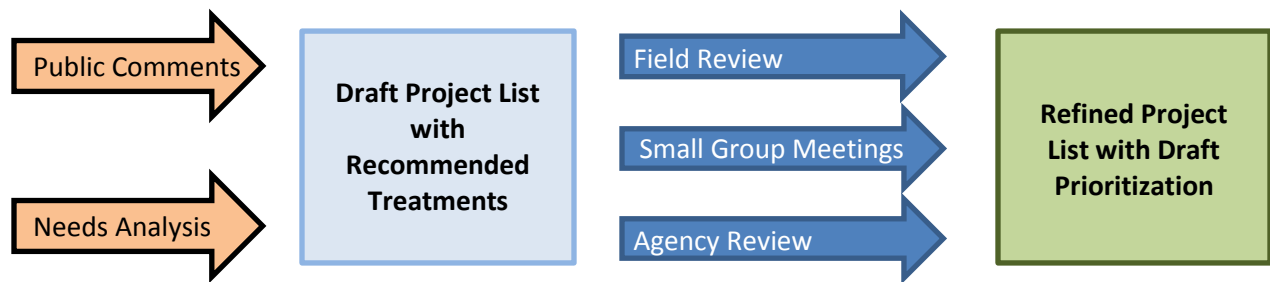 Public Comments
Needs Analysis
Draft Project List
with
Recommended
Treatments
Field Review
Small Group Meetings
Agency Review
Refined Project
List with Draft
Prioritization